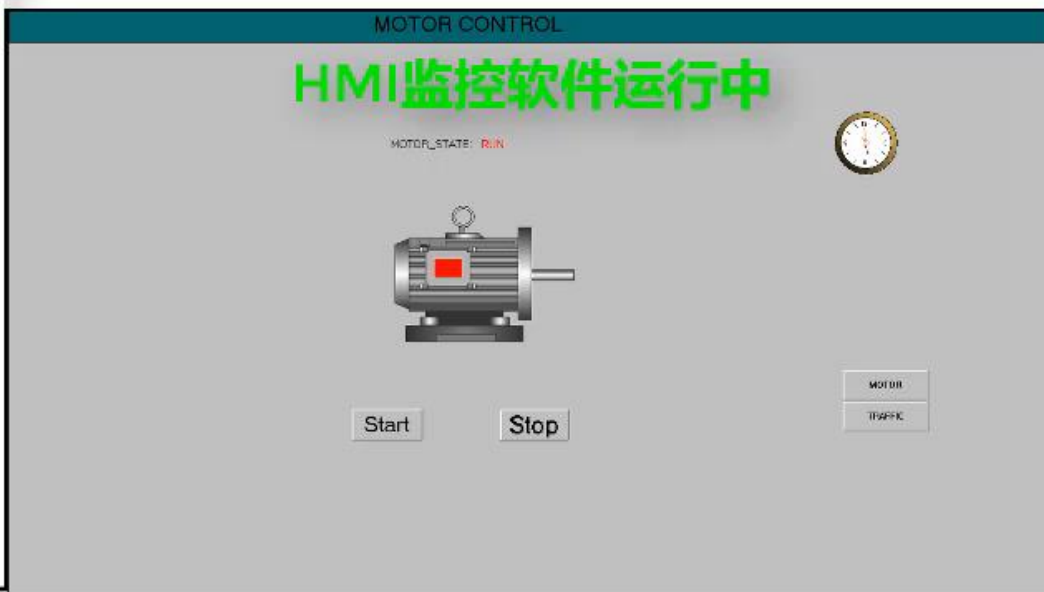 MOTOR CONTROL
HMI监控软件运行中
MOTOR_STATE: RUN
MOTOR
TRAFFIC
Start
Stop